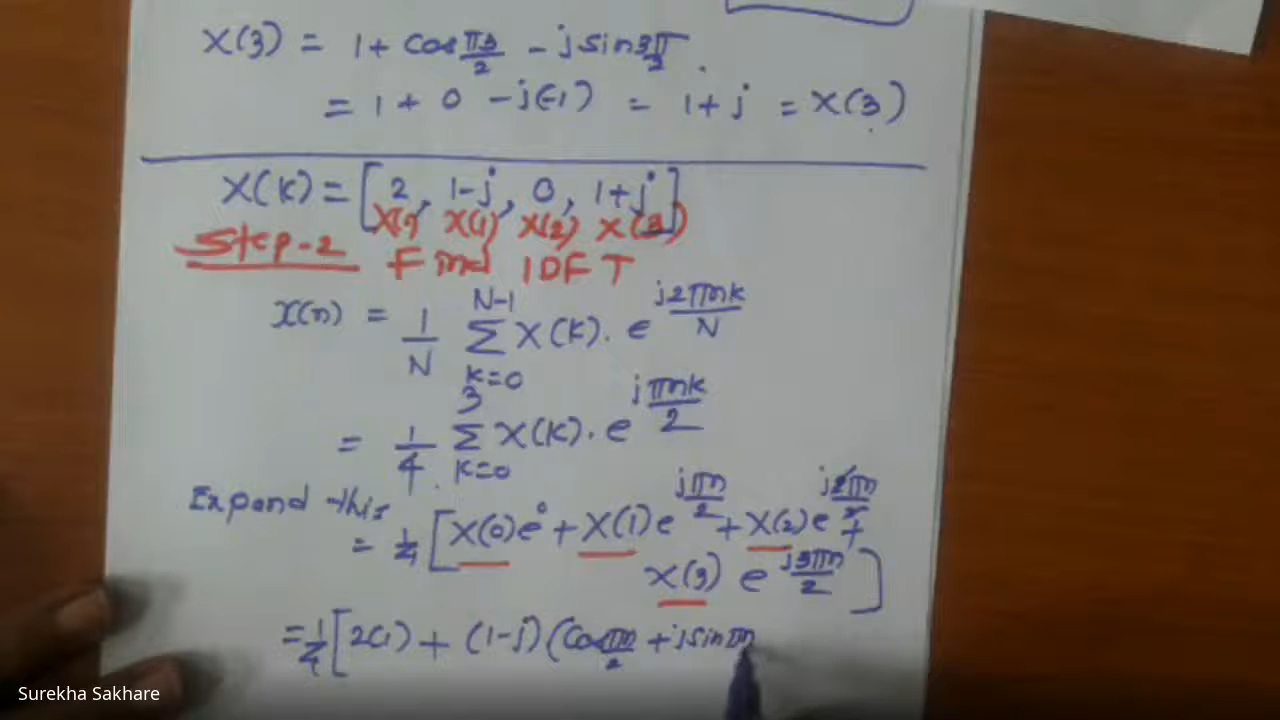 X(3) = 1 + cos π3/2 - j sin 3π/2
= 1 + 0 - j(-1) = 1 + j = X(3)
X(K) = [2, 1-j, 0, 1+j]
X(0) X(1) X(2) X(3)
Step-2 Find IDFT
x(n) = 1/N Σ_{k=0}^{N-1} X(K). e^{j2πnk/N}
= 1/4 Σ_{k=0}^{3} X(K). e^{jπnk/2}
Expand this
= 1/4 [X(0)e^0 + X(1)e^{jπn/2} + X(2)e^{j2πn/2} +
X(3) e^{j3πn/2}]
= 1/4 [2(1) + (1-j)(Cos πn/2 + j sin πn
Surekha Sakhare